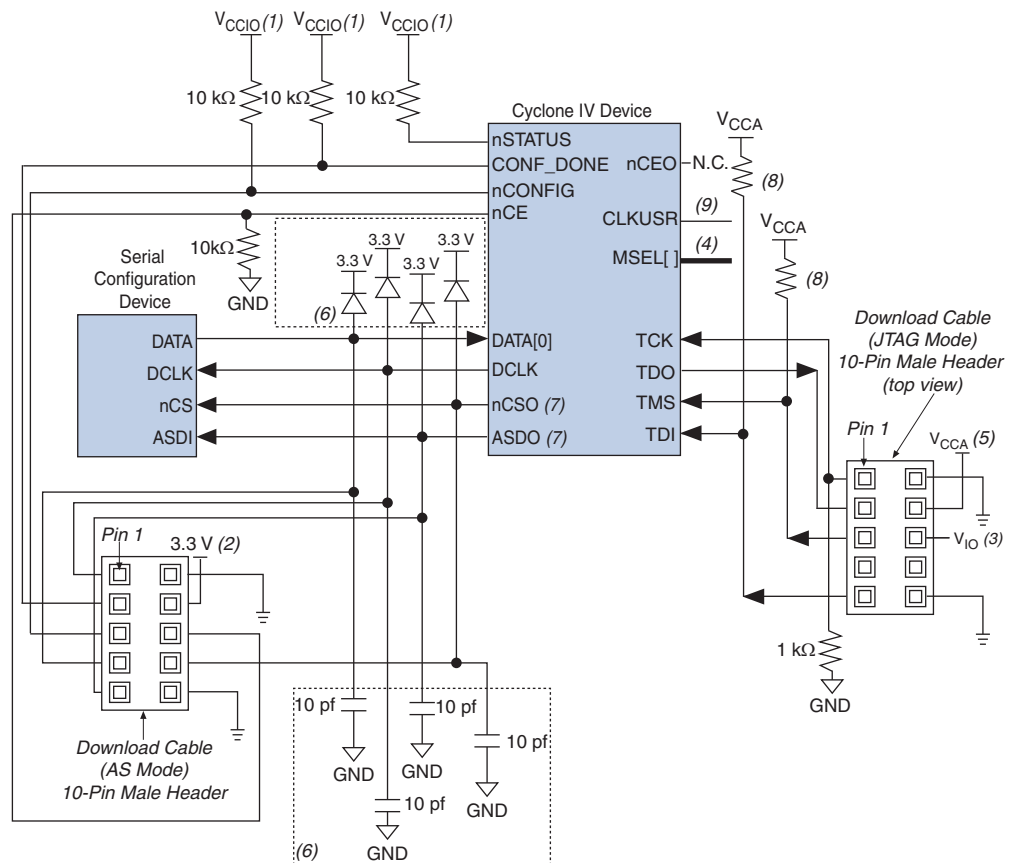 VCCIO (1) VCCIO (1) VCCIO (1)
10 kΩ 10 kΩ 10 kΩ
Cyclone IV Device
nSTATUS
CONF_DONE
nCONFIG
nCE
nCEO N.C.
CLKUSR (9)
MSEL[ ] (4)
VCCA
(8)
VCCA
(8)
10kΩ
GND
3.3 V 3.3 V 3.3 V 3.3 V
(6)
Serial
Configuration
Device
DATA
DCLK
nCS
ASDI
DATA[0]
DCLK
nCSO (7)
ASDO (7)
TCK
TDO
TMS
TDI
Download Cable
(JTAG Mode)
10-Pin Male Header
(top view)
Pin 1
VCCA (5)
VIO (3)
1 kΩ
GND
Pin 1
3.3 V (2)
Download Cable
(AS Mode)
10-Pin Male Header
10 pf
GND
10 pf
GND
10 pf
GND
10 pf
GND
(6)